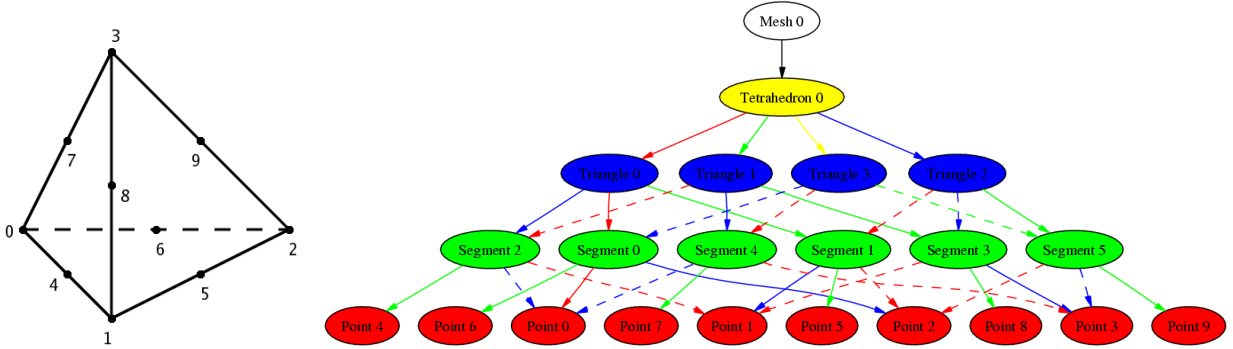 3
7
9
8
0
6
2
4
5
1
Mesh 0
Tetrahedron 0
Triangle 0 Triangle 1 Triangle 3 Triangle 2
Segment 2 Segment 0 Segment 4 Segment 1 Segment 3 Segment 5
Point 4 Point 6 Point 0 Point 7 Point 1 Point 5 Point 2 Point 8 Point 3 Point 9